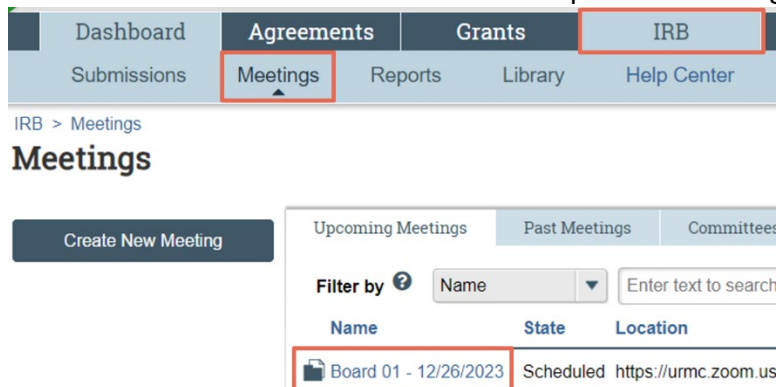 Dashboard Agreements Grants IRB
Submissions Meetings Reports Library Help Center
IRB > Meetings
Meetings
Create New Meeting
Upcoming Meetings Past Meetings Committees
Filter by ? Name Enter text to search
Name State Location
Board 01 - 12/26/2023 Scheduled https://urmc.zoom.us